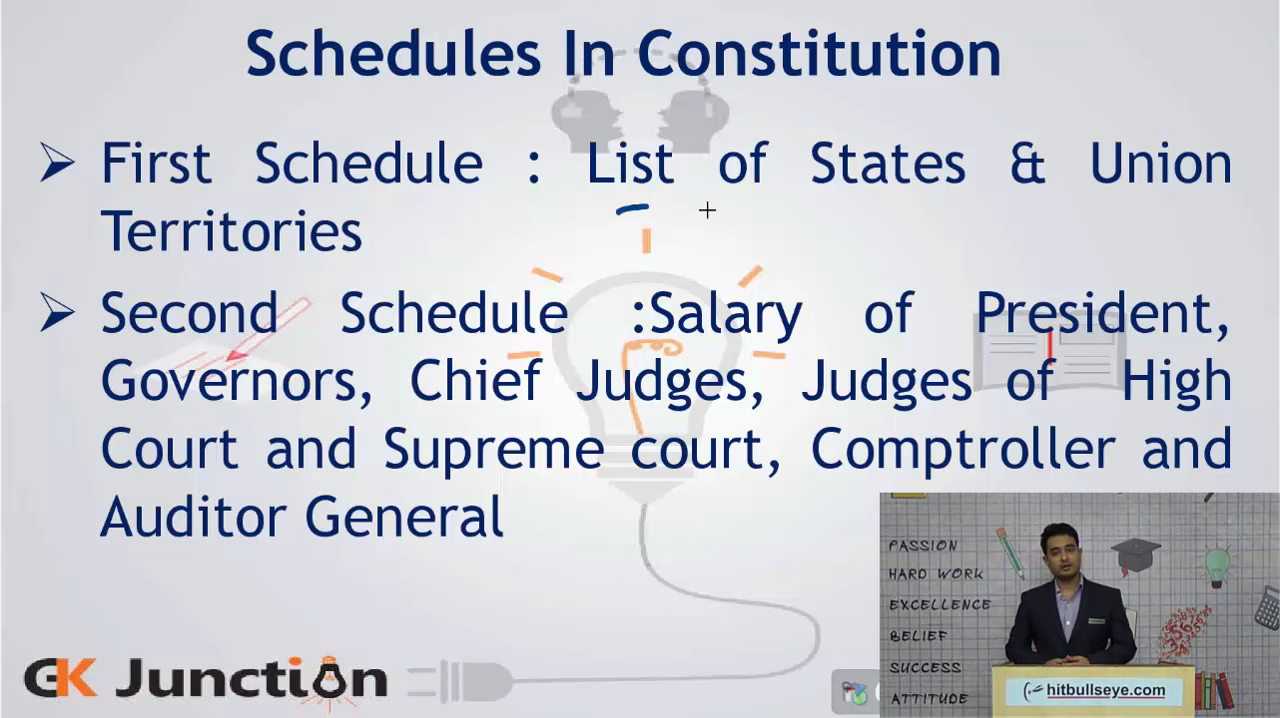 Schedules In Constitution
➢ First Schedule : List of States & Union
Territories
➢ Second Schedule :Salary of President,
Governors, Chief Judges, Judges of High
Court and Supreme court, Comptroller and
Auditor General
PASSION
HARD WORK
EXCELLENCE
BELIEF
SUCCESS
ATTITUDE
hitbullseye.com
GK Junction